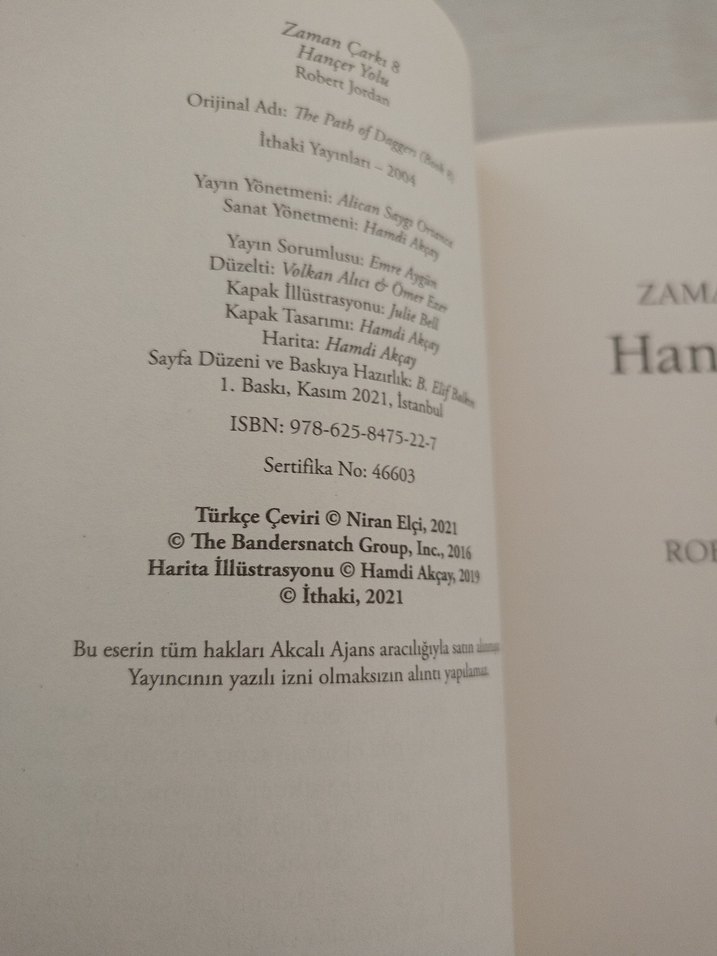 Zaman Çarkı 8
Hançer Yolu
Robert Jordan
Orijinal Adı: The Path of Daggers (Book 8)
İthaki Yayınları – 2004
Yayın Yönetmeni: Alican Saygı Ortanca
Sanat Yönetmeni: Hamdi Akçay
Yayın Sorumlusu: Emre Aygün
Düzelti: Volkan Alıcı & Ömer Ezer
Kapak İllüstrasyonu: Julie Bell
Kapak Tasarımı: Hamdi Akçay
Harita: Hamdi Akçay
Sayfa Düzeni ve Baskıya Hazırlık: B. Elif
1. Baskı, Kasım 2021, İstanbul
ISBN: 978-625-8475-22-7
Sertifika No: 46603
Türkçe Çeviri © Niran Elçi, 2021
© The Bandersnatch Group, Inc., 2016
Harita İllüstrasyonu © Hamdi Akçay, 2019
© İthaki, 2021
Bu eserin tüm hakları Akcalı Ajans aracılığıyla satın
Yayıncının yazılı izni olmaksızın alıntı yapılamaz.
ZAMA
Han
ROB